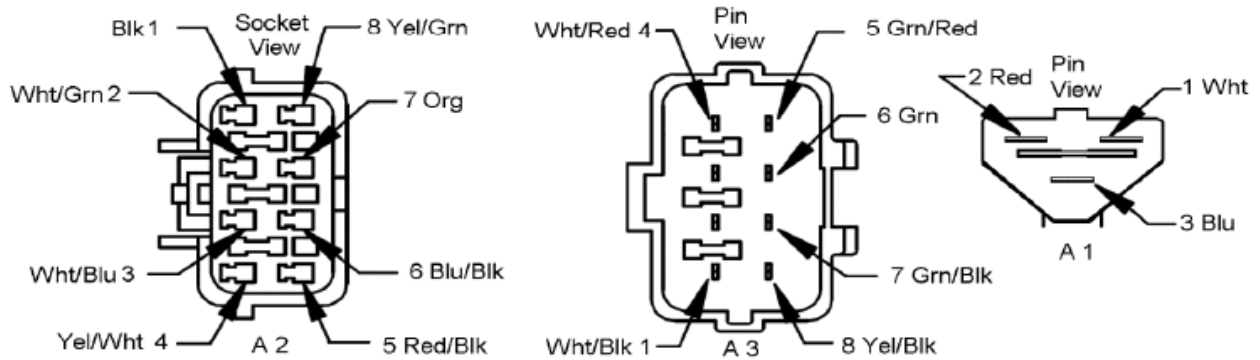 Blk 1
Socket
View
8 Yel/Grn
Wht/Grn 2
7 Org
Wht/Blu 3
6 Blu/Blk
Yel/Wht 4
A 2
5 Red/Blk
Wht/Red 4
Pin
View
5 Grn/Red
6 Grn
7 Grn/Blk
Wht/Blk 1
A 3
8 Yel/Blk
2 Red
Pin
View
1 Wht
3 Blu
A 1